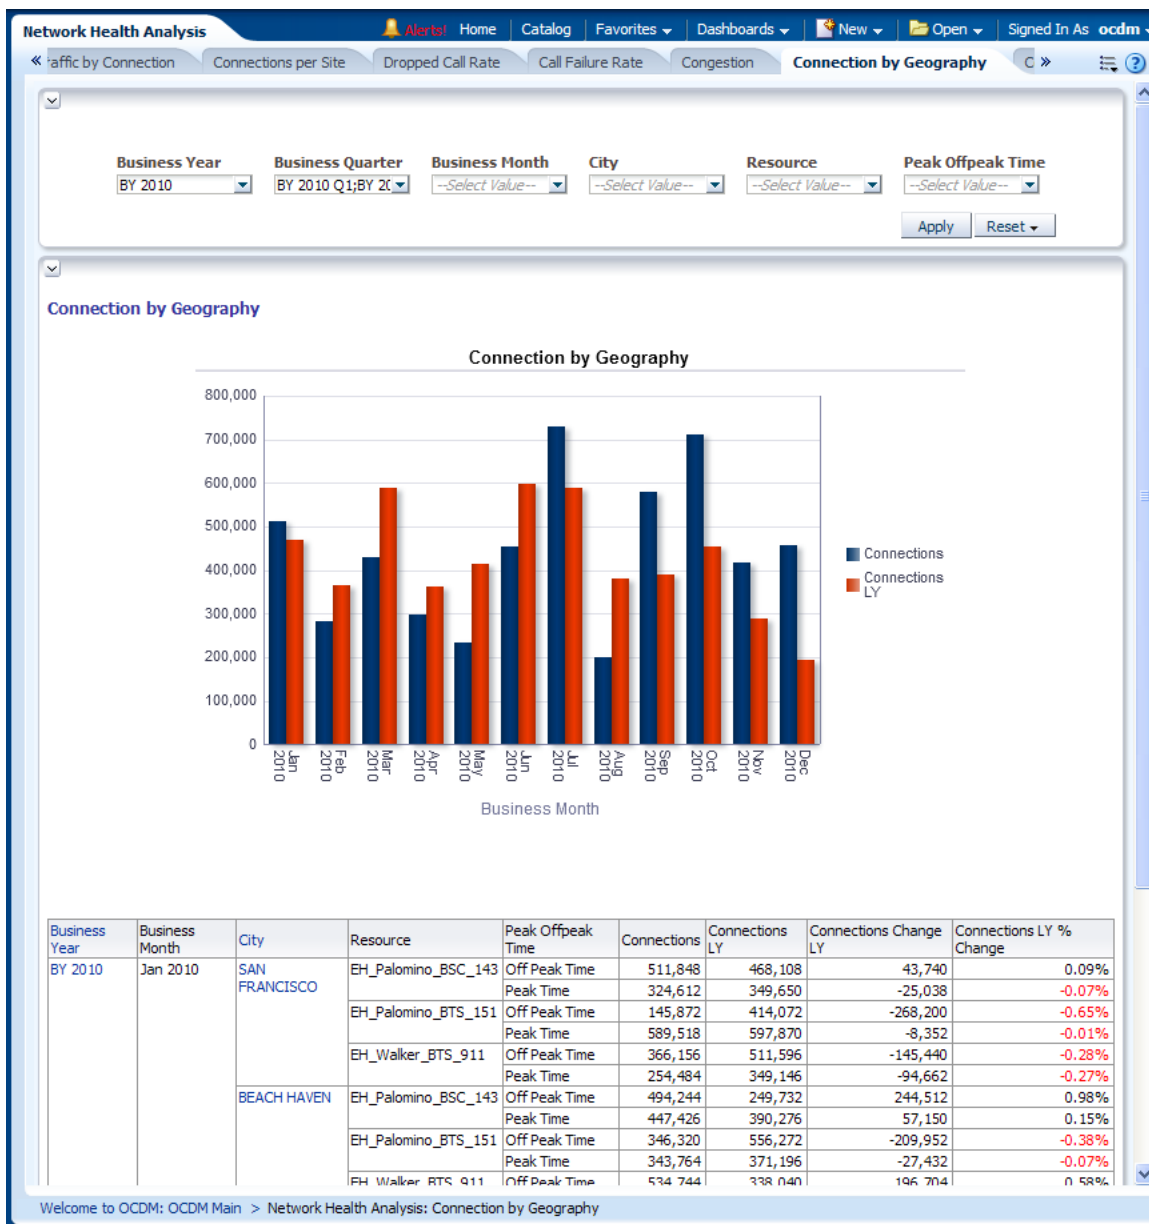 Network Health Analysis
Alerts! Home Catalog Favorites Dashboards New Open Signed In As ocdm
« raffic by Connection Connections per Site Dropped Call Rate Call Failure Rate Congestion Connection by Geography C »
Business Year Business Quarter Business Month City Resource Peak Offpeak Time
BY 2010 BY 2010 Q1;BY 20 --Select Value-- --Select Value-- --Select Value-- --Select Value--
Apply Reset
Connection by Geography
Connection by Geography
800,000
700,000
600,000
500,000
400,000
300,000
200,000
100,000
0
Connections
Connections
LY
Jan 2010 Feb 2010 Mar 2010 Apr 2010 May 2010 Jun 2010 Jul 2010 Aug 2010 Sep 2010 Oct 2010 Nov 2010 Dec 2010
Business Month
Business Year Business Month City Resource Peak Offpeak Time Connections Connections LY Connections Change LY Connections LY % Change
BY 2010 Jan 2010 SAN FRANCISCO EH_Palomino_BSC_143 Off Peak Time 511,848 468,108 43,740 0.09%
Peak Time 324,612 349,650 -25,038 -0.07%
EH_Palomino_BTS_151 Off Peak Time 145,872 414,072 -268,200 -0.65%
Peak Time 589,518 597,870 -8,352 -0.01%
EH_Walker_BTS_911 Off Peak Time 366,156 511,596 -145,440 -0.28%
Peak Time 254,484 349,146 -94,662 -0.27%
BEACH HAVEN EH_Palomino_BSC_143 Off Peak Time 494,244 249,732 244,512 0.98%
Peak Time 447,426 390,276 57,150 0.15%
EH_Palomino_BTS_151 Off Peak Time 346,320 556,272 -209,952 -0.38%
Peak Time 343,764 371,196 -27,432 -0.07%
EH_Walker_BTS_911 Off Peak Time 534,744 338,040 196,704 0.58%
Welcome to OCDM: OCDM Main > Network Health Analysis: Connection by Geography